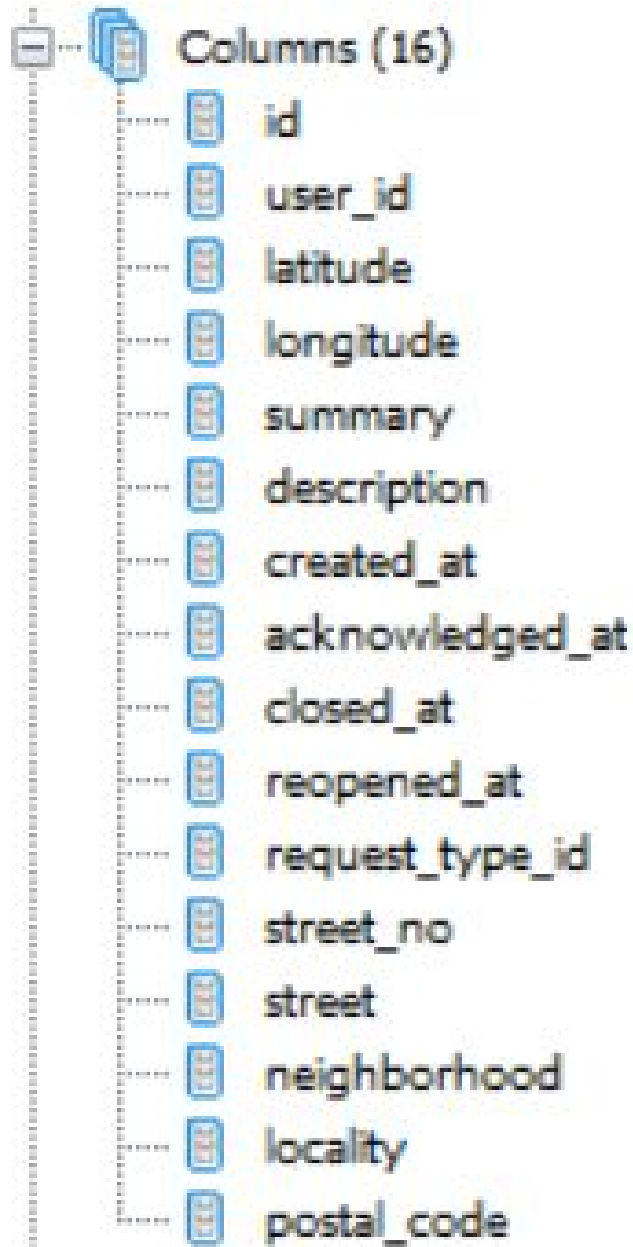 Columns (16)
id
user_id
latitude
longitude
summary
description
created_at
acknowledged_at
closed_at
reopened_at
request_type_id
street_no
street
neighborhood
locality
postal_code